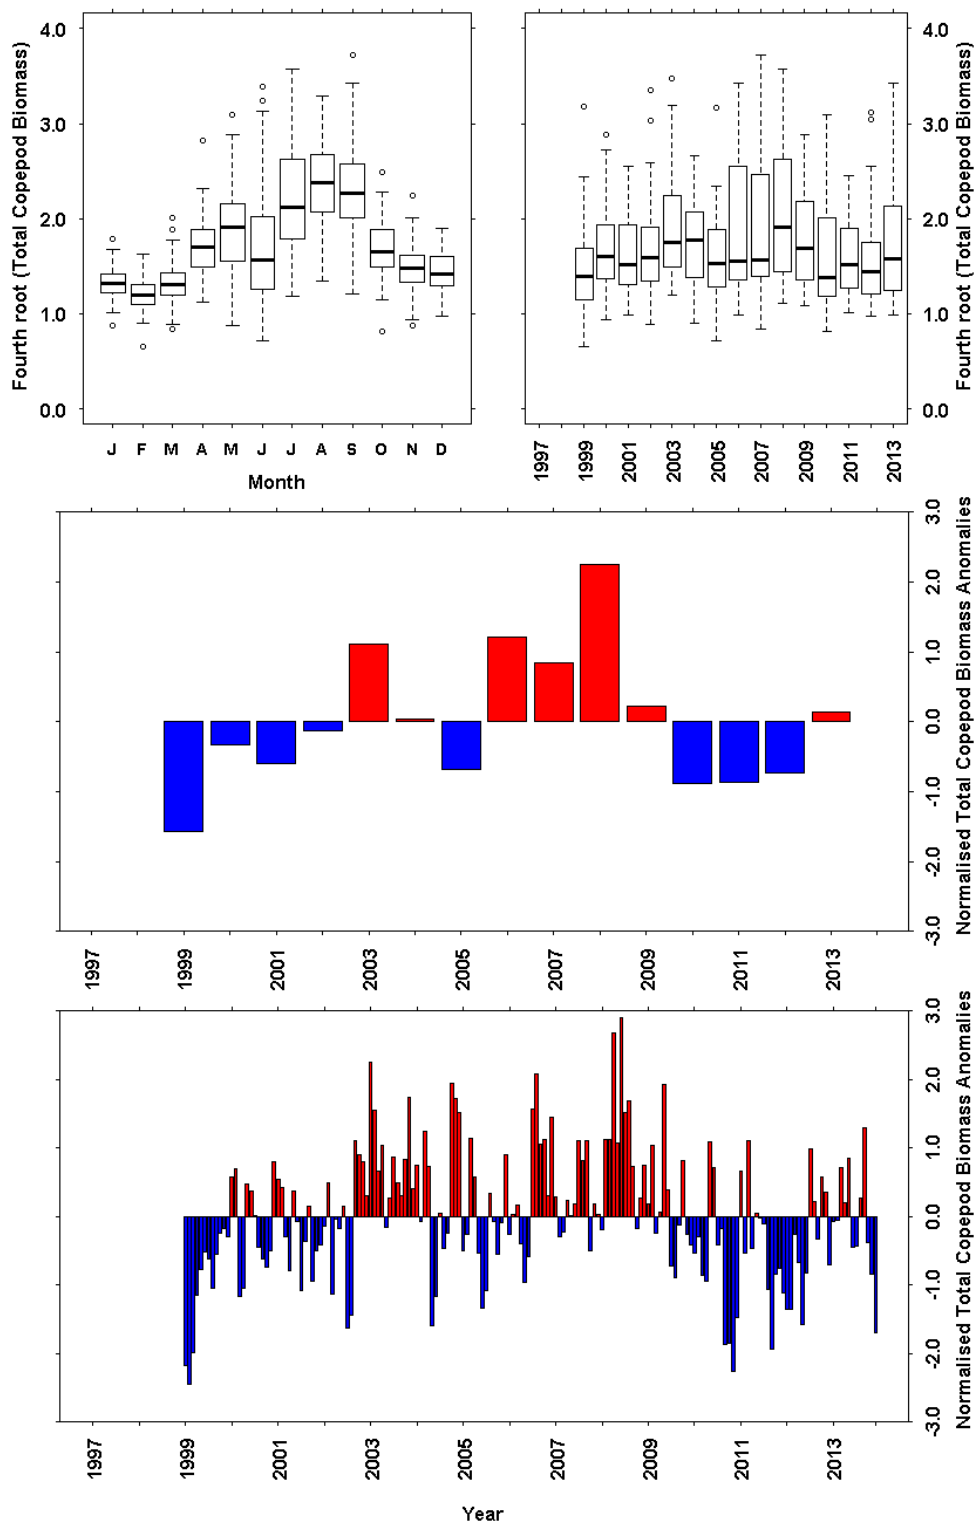 Fourth root (Total Copepod Biomass)
4.0
3.0
2.0
1.0
0.0
J F M A M J J A S O N D
Month
4.0
3.0
2.0
1.0
0.0
Fourth root (Total Copepod Biomass)
1997 1999 2001 2003 2005 2007 2009 2011 2013
3.0
2.0
1.0
0.0
-1.0
-2.0
-3.0
Normalised Total Copepod Biomass Anomalies
1997 1999 2001 2003 2005 2007 2009 2011 2013
3.0
2.0
1.0
0.0
-1.0
-2.0
-3.0
Normalised Total Copepod Biomass Anomalies
1997 1999 2001 2003 2005 2007 2009 2011 2013
Year